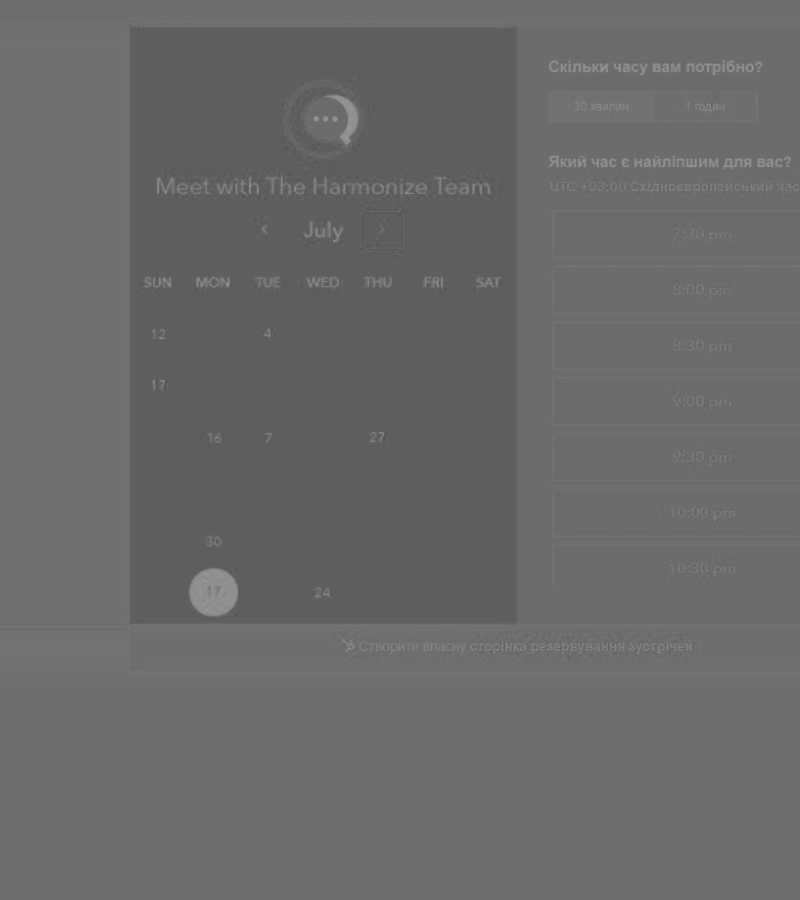 Meet with The Harmonize Team
July
SUN MON TUE WED THU FRI SAT
12 4
17
16 7 27
30
17 24
Скільки часу вам потрібно?
30 хвилин 1 годин
Який час є найліпшим для вас?
UTC +03:00 Східноєвропейський час
7:30 pm
8:00 pm
8:30 pm
9:00 pm
9:30 pm
10:00 pm
10:30 pm
Створити власну сторінка резервування зустрічей